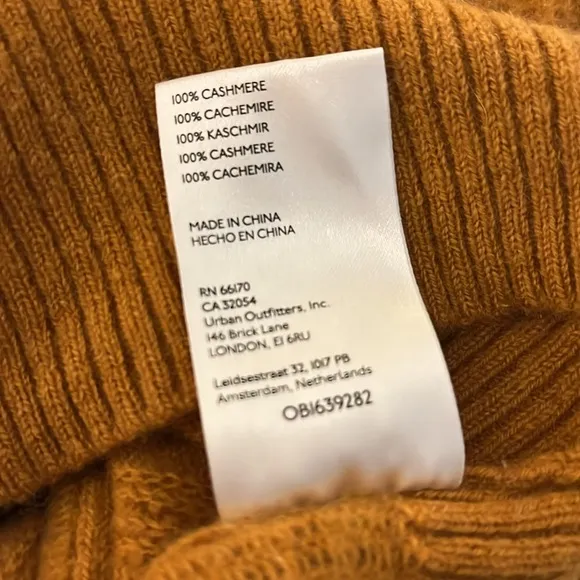 100% CASHMERE
100% CACHEMIRE
100% KASCHMIR
100% CASHMERE
100% CACHEMIRA
MADE IN CHINA
HECHO EN CHINA
RN 66170
CA 32054
Urban Outfitters, Inc.
146 Brick Lane
LONDON, E1 6RU
Leidsestraat 32, 1017 PB
Amsterdam, Netherlands
OB1639282